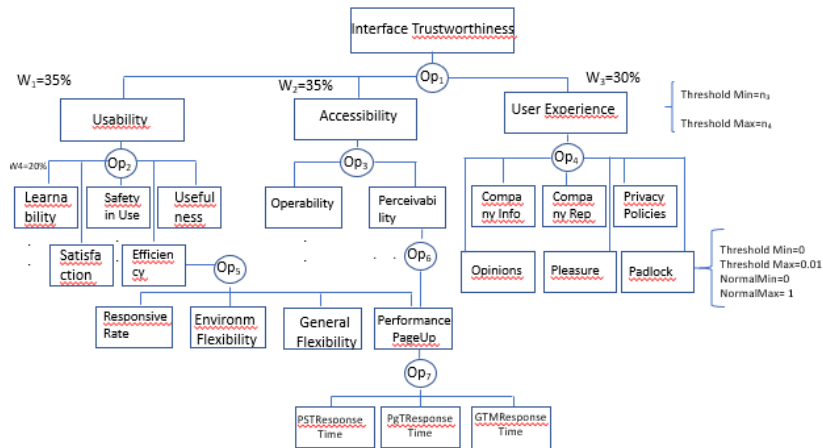 Interface Trustworthiness
W1=35%
W2=35%
Op1
W3=30%
Usability
Accessibility
User Experience
Threshold Min=n3
Threshold Max=n4
W4=20%
Op2
Op3
Op4
Learna
bility
Safety
in Use
Useful
ness
Operability
Perceivabi
lity
Compa
ny Info
Compa
ny Rep
Privacy
Policies
Satisfa
ction
Efficien
cy
Op5
Op6
Opinions
Pleasure
Padlock
Threshold Min=0
Threshold Max=0.01
NormalMin=0
NormalMax= 1
Responsive
Rate
Environm
Flexibility
General
Flexibility
Performance
PageUp
Op7
PSTResponse
Time
PgTResponse
Time
GTMResponse
Time